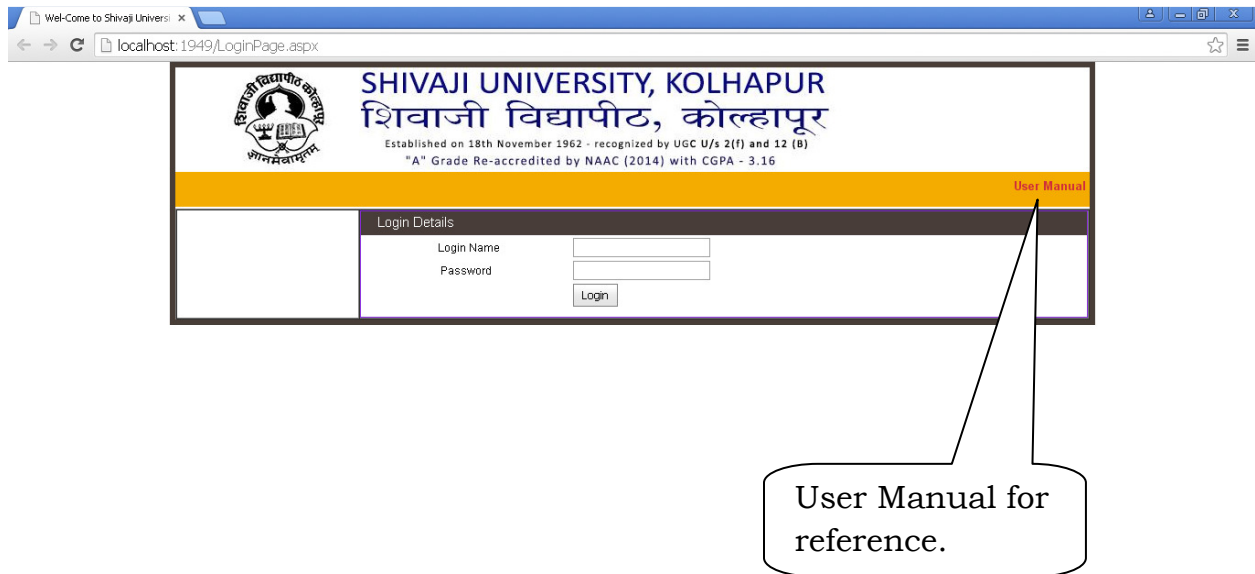 Wel-Come to Shivaji Universi
localhost:1949/LoginPage.aspx
शिवाजी विद्यापीठ, कोल्हापूर
ज्ञानमेवामृतम्
SHIVAJI UNIVERSITY, KOLHAPUR
शिवाजी विद्यापीठ, कोल्हापूर
Established on 18th November 1962 - recognized by UGC U/s 2(f) and 12 (B)
"A" Grade Re-accredited by NAAC (2014) with CGPA - 3.16
User Manual
Login Details
Login Name
Password
Login
User Manual for
reference.